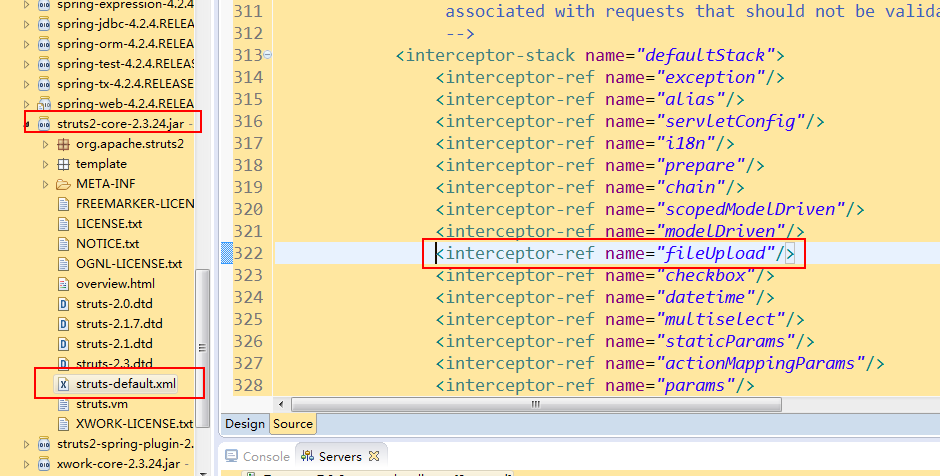 spring-expression-4.2.4.
spring-jdbc-4.2.4.RELEASE
spring-orm-4.2.4.RELEASE
spring-test-4.2.4.RELEAS
spring-tx-4.2.4.RELEASE
spring-web-4.2.4.RELEA
struts2-core-2.3.24.jar -
org.apache.struts2
template
META-INF
FREEMARKER-LICEN
LICENSE.txt
NOTICE.txt
OGNL-LICENSE.txt
overview.html
struts-2.0.dtd
struts-2.1.7.dtd
struts-2.1.dtd
struts-2.3.dtd
struts-default.xml
struts.vm
XWORK-LICENSE.txt
struts2-spring-plugin-2.
xwork-core-2.3.24.jar -
311 associated with requests that should not be valida
312 -->
313 <interceptor-stack name="defaultStack">
314 <interceptor-ref name="exception"/>
315 <interceptor-ref name="alias"/>
316 <interceptor-ref name="servletConfig"/>
317 <interceptor-ref name="i18n"/>
318 <interceptor-ref name="prepare"/>
319 <interceptor-ref name="chain"/>
320 <interceptor-ref name="scopedModelDriven"/>
321 <interceptor-ref name="modelDriven"/>
322 <interceptor-ref name="fileUpload"/>
323 <interceptor-ref name="checkbox"/>
324 <interceptor-ref name="datetime"/>
325 <interceptor-ref name="multiselect"/>
326 <interceptor-ref name="staticParams"/>
327 <interceptor-ref name="actionMappingParams"/>
328 <interceptor-ref name="params"/>
Design Source
Console Servers